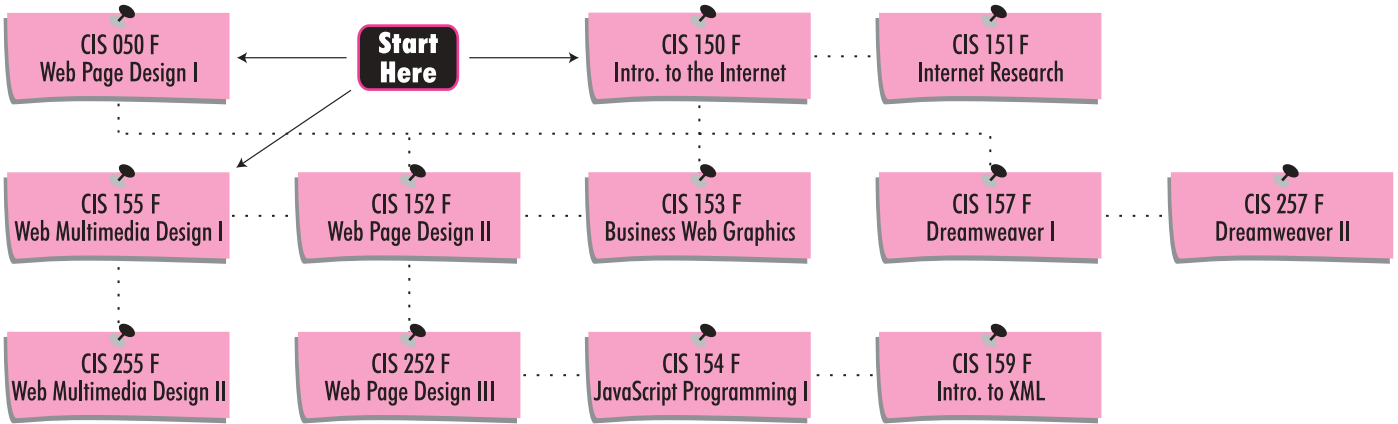 CIS 050 F
Web Page Design I
Start
Here
CIS 150 F
Intro. to the Internet
CIS 151 F
Internet Research
CIS 155 F
Web Multimedia Design I
CIS 152 F
Web Page Design II
CIS 153 F
Business Web Graphics
CIS 157 F
Dreamweaver I
CIS 257 F
Dreamweaver II
CIS 255 F
Web Multimedia Design II
CIS 252 F
Web Page Design III
CIS 154 F
JavaScript Programming I
CIS 159 F
Intro. to XML